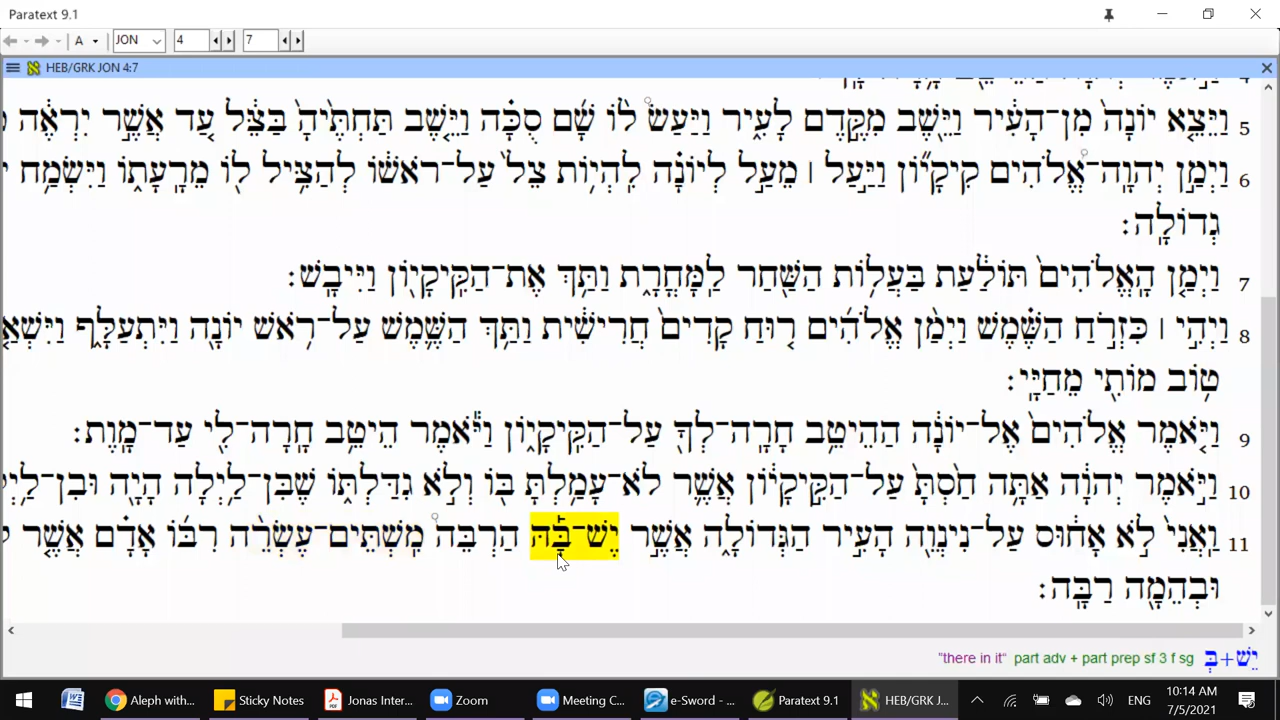 Paratext 9.1
A JON 4 7
HEB/GRK JON 4:7
4
5 וַיֵּצֵ֤א יוֹנָה֙ מִן־הָעִ֔יר וַיֵּ֖שֶׁב מִקֶּ֣דֶם לָעִ֑יר וַיַּעַשׂ֩ ל֨וֹ שָׁ֜ם סֻכָּ֗ה וַיֵּ֤שֶׁב תַּחְתֶּ֙יהָ֙ בַּצֵּ֔ל עַ֚ד אֲשֶׁ֣ר יִרְאֶ֔ה
6 וַיְמַ֣ן יְהוָֽה־אֱ֠לֹהִים קִיקָי֞וֹן וַיַּ֣עַל ׀ מֵעַ֣ל לְיוֹנָ֗ה לִֽהְי֥וֹת צֵל֙ עַל־רֹאשׁ֔וֹ לְהַצִּ֥יל ל֖וֹ מֵרָֽעָת֑וֹ וַיִּשְׂמַ֥ח
גְדוֹלָֽה׃
7 וַיְמַ֤ן הָֽאֱלֹהִים֙ תּוֹלַ֔עַת בַּעֲל֥וֹת הַשַּׁ֖חַר לַֽמָּחֳרָ֑ת וַתַּ֥ךְ אֶת־הַקִּֽיקָי֖וֹן וַיִּיבָֽשׁ׃
8 וַיְהִ֣י ׀ כִּזְרֹ֣חַ הַשֶּׁ֗מֶשׁ וַיְמַ֨ן אֱלֹהִ֜ים ר֤וּחַ קָדִים֙ חֲרִישִׁ֔ית וַתַּ֥ךְ הַשֶּׁ֛מֶשׁ עַל־רֹ֥אשׁ יוֹנָ֖ה וַיִּתְעַלָּ֑ף
ט֥וֹב מוֹתִ֖י מֵחַיָּֽי׃
9 וַיֹּ֤אמֶר אֱלֹהִים֙ אֶל־יוֹנָ֔ה הַהֵיטֵ֥ב חָרָֽה־לְךָ֖ עַל־הַקִּֽיקָי֑וֹן וַיֹּ֕אמֶר הֵיטֵ֥ב חָֽרָה־לִ֖י עַד־מָֽוֶת׃
10 וַיֹּ֣אמֶר יְהוָ֔ה אַתָּ֥ה חַ֙סְתָּ֙ עַל־הַקִּ֣יקָי֔וֹן אֲשֶׁ֛ר לֹא־עָמַ֥לְתָּ בּ֖וֹ וְלֹ֣א גִדַּלְתּ֑וֹ שֶׁבִּן־לַ֥יְלָה הָיָ֖ה
11 וַֽאֲנִי֙ לֹ֣א אָח֔וּס עַל־נִינְוֵ֖ה הָעִ֣יר הַגְּדוֹלָ֑ה אֲשֶׁ֣ר יֶשׁ־בָּ֡הּ הַרְבֵּה֩ מִֽשְׁתֵּים־עֶשְׂרֵ֨ה רִבּ֜וֹ אָדָ֗ם אֲשֶׁ֤ר
וּבְהֵמָ֖ה רַבָּֽה׃
"there in it" part adv + part prep sf 3 f sg יֵשׁ+בְּ
Aleph with... Sticky Notes Jonas Inter... Zoom Meeting C... e-Sword - ... Paratext 9.1 HEB/GRK J... ENG 10:14 AM
7/5/2021